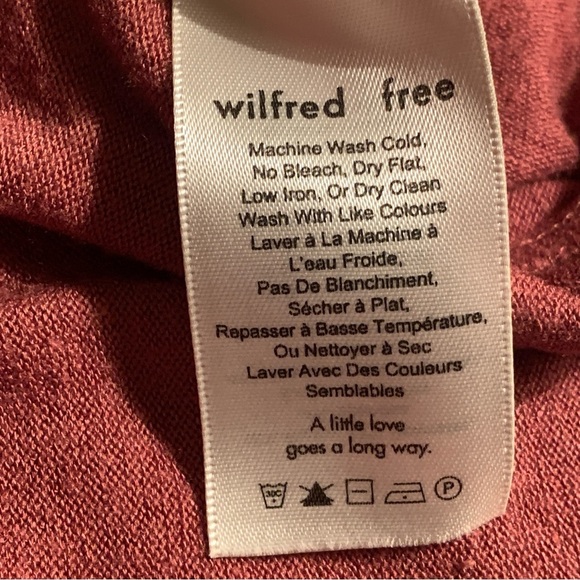 wilfred free
Machine Wash Cold,
No Bleach, Dry Flat,
Low Iron, Or Dry Clean
Wash With Like Colours
Laver à La Machine à
L'eau Froide,
Pas De Blanchiment,
Sécher à Plat,
Repasser à Basse Température,
Ou Nettoyer à Sec
Laver Avec Des Couleurs
Semblables
A little love
goes a long way.
30C P